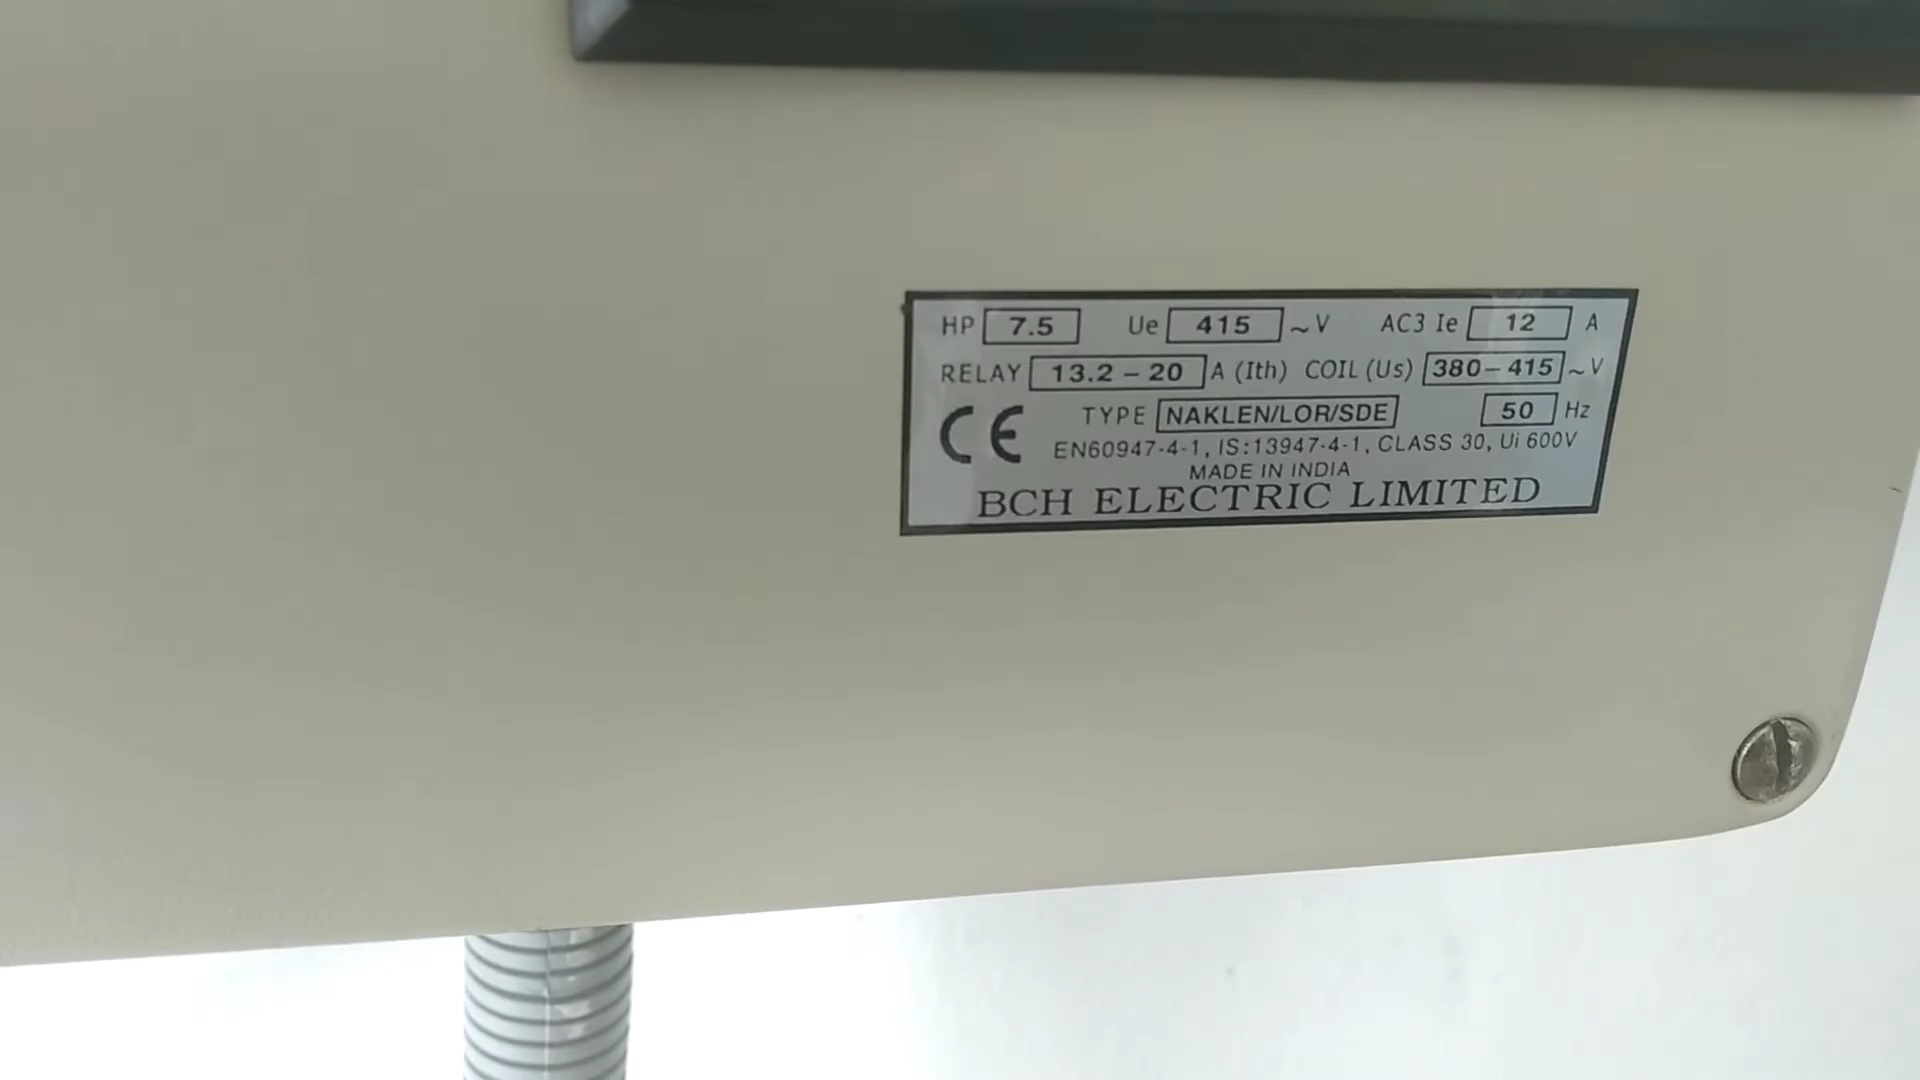 HP 7.5 Ue 415 ~V AC3 Ie 12 A
RELAY 13.2 – 20 A (Ith) COIL (Us) 380–415 ~V
CE TYPE NAKLEN/LOR/SDE 50 Hz
EN60947-4-1, IS:13947-4-1, CLASS 30, Ui 600V
MADE IN INDIA
BCH ELECTRIC LIMITED